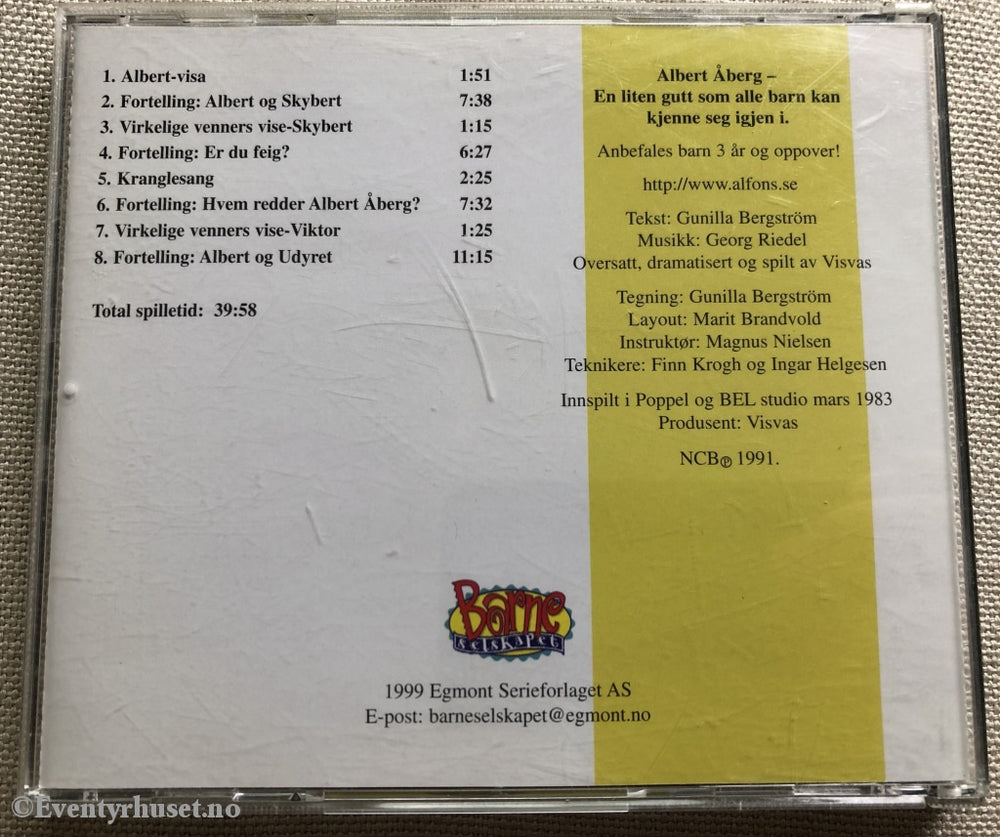 1. Albert-visa 1:51
2. Fortelling: Albert og Skybert 7:38
3. Virkelige venners vise-Skybert 1:15
4. Fortelling: Er du feig? 6:27
5. Kranglesang 2:25
6. Fortelling: Hvem redder Albert Åberg? 7:32
7. Virkelige venners vise-Viktor 1:25
8. Fortelling: Albert og Udyret 11:15
Total spilletid: 39:58
Albert Åberg –
En liten gutt som alle barn kan
kjenne seg igjen i.
Anbefales barn 3 år og oppover!
http://www.alfons.se
Tekst: Gunilla Bergström
Musikk: Georg Riedel
Oversatt, dramatisert og spilt av Visvas
Tegning: Gunilla Bergström
Layout: Marit Brandvold
Instruktør: Magnus Nielsen
Teknikere: Finn Krogh og Ingar Helgesen
Innspilt i Poppel og BEL studio mars 1983
Produsent: Visvas
NCB℗ 1991.
Barne
selskapet
1999 Egmont Serieforlaget AS
E-post: barneselskapet@egmont.no
©Eventyrhuset.no